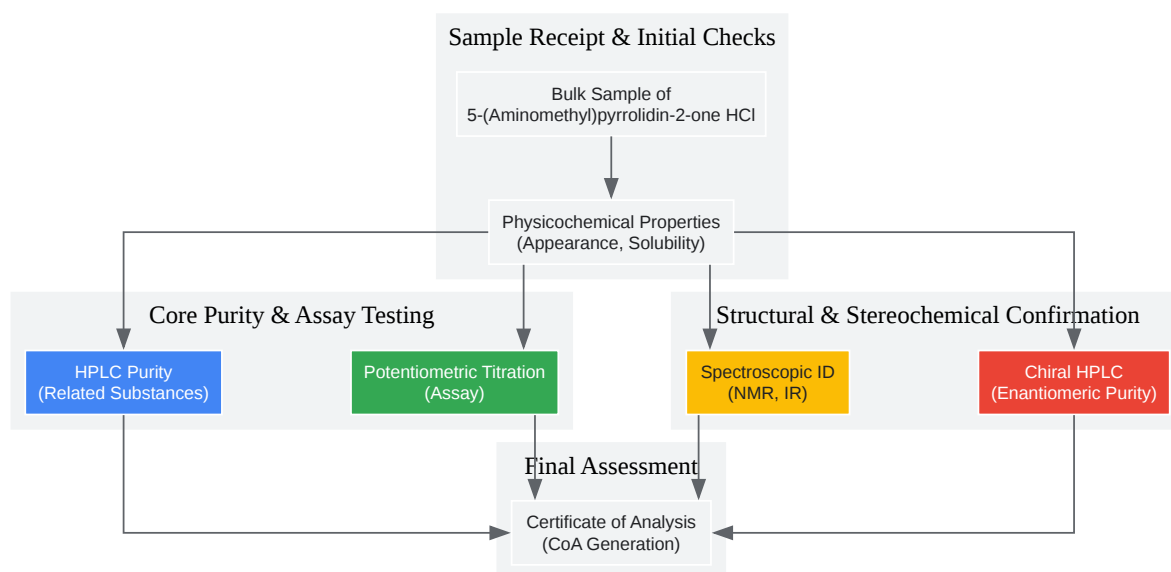 Sample Receipt & Initial Checks
Bulk Sample of
5-(Aminomethyl)pyrrolidin-2-one HCl
Physicochemical Properties
(Appearance, Solubility)
Core Purity & Assay Testing
HPLC Purity
(Related Substances)
Potentiometric Titration
(Assay)
Structural & Stereochemical Confirmation
Spectroscopic ID
(NMR, IR)
Chiral HPLC
(Enantiomeric Purity)
Final Assessment
Certificate of Analysis
(CoA Generation)